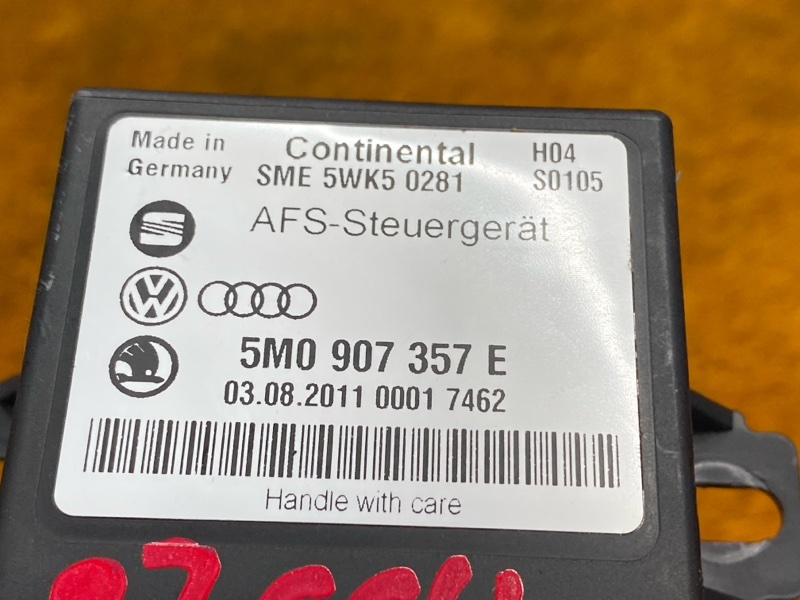 Made in Germany
Continental
SME 5WK5 0281
H04
S0105
AFS-Steuergerät
5M0 907 357 E
03.08.2011 0001 7462
Handle with care